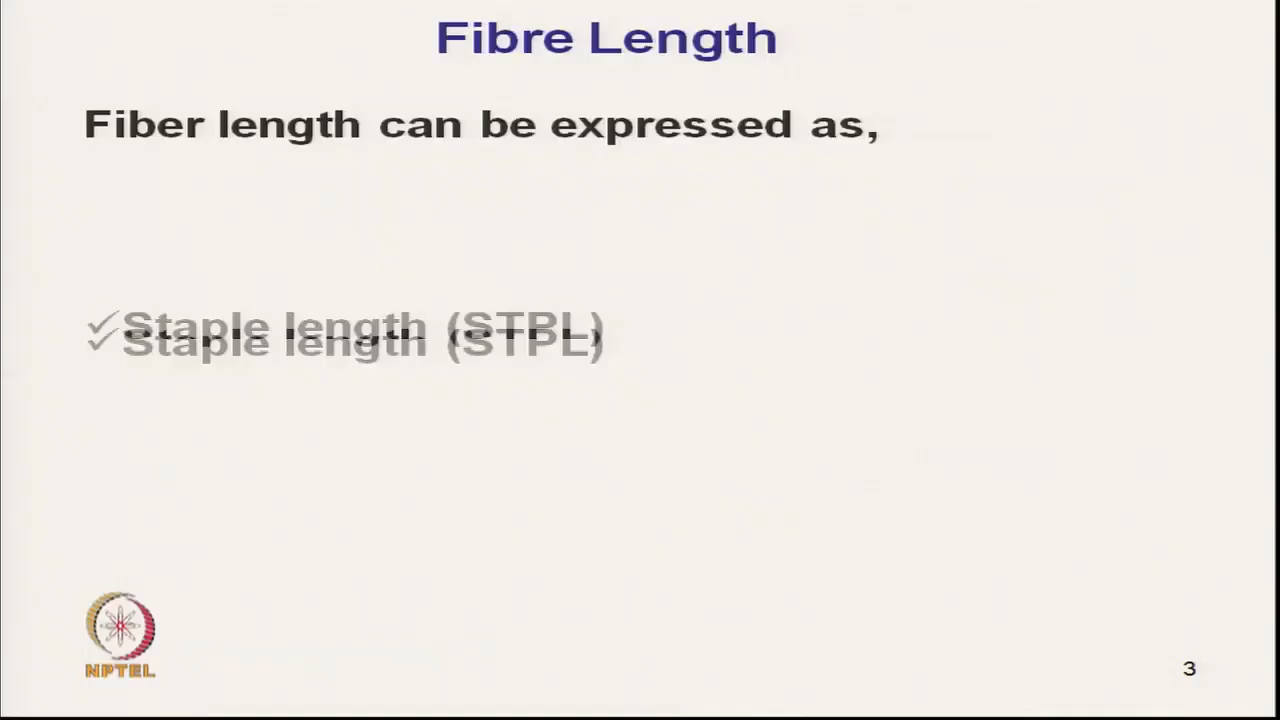 Fibre Length
Fiber length can be expressed as,
✓Staple length (STPL)
NPTEL
3